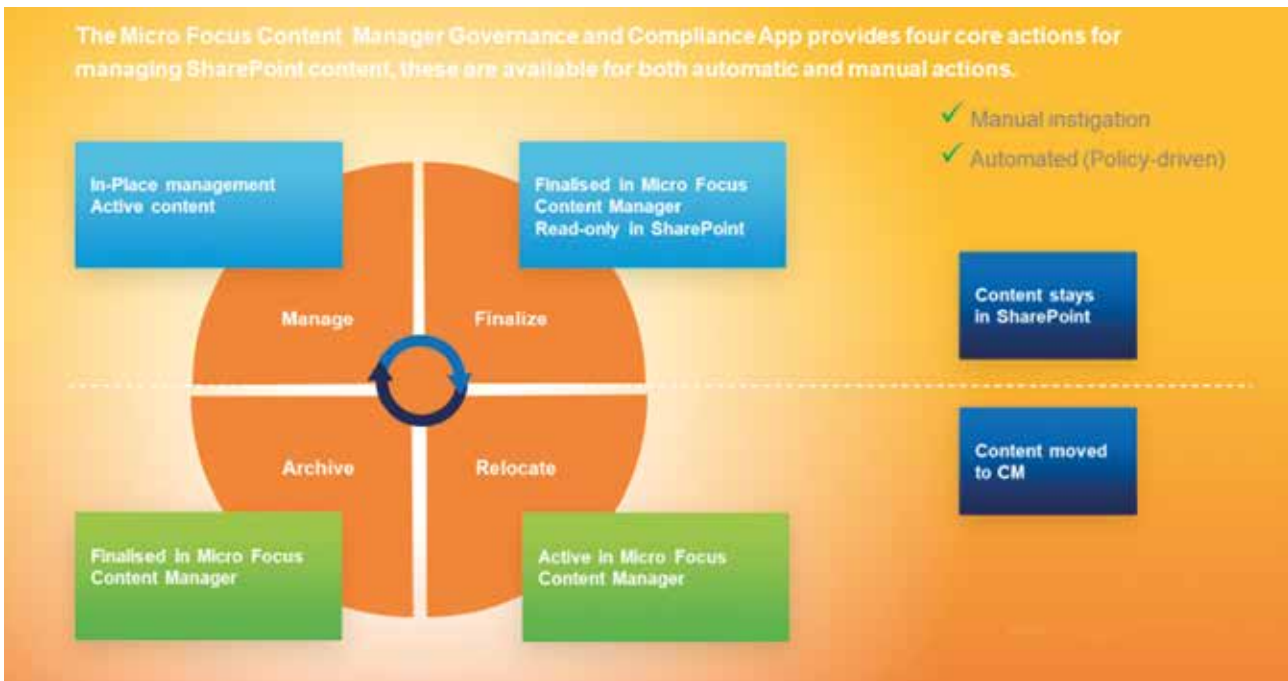 The Micro Focus Content Manager Governance and Compliance App provides four core actions for
managing SharePoint content, these are available for both automatic and manual actions.
✓ Manual instigation
✓ Automated (Policy-driven)
In-Place management
Active content
Finalised in Micro Focus
Content Manager
Read-only in SharePoint
Content stays
in SharePoint
Manage
Finalize
Archive
Relocate
Content moved
to CM
Finalised in Micro Focus
Content Manager
Active in Micro Focus
Content Manager